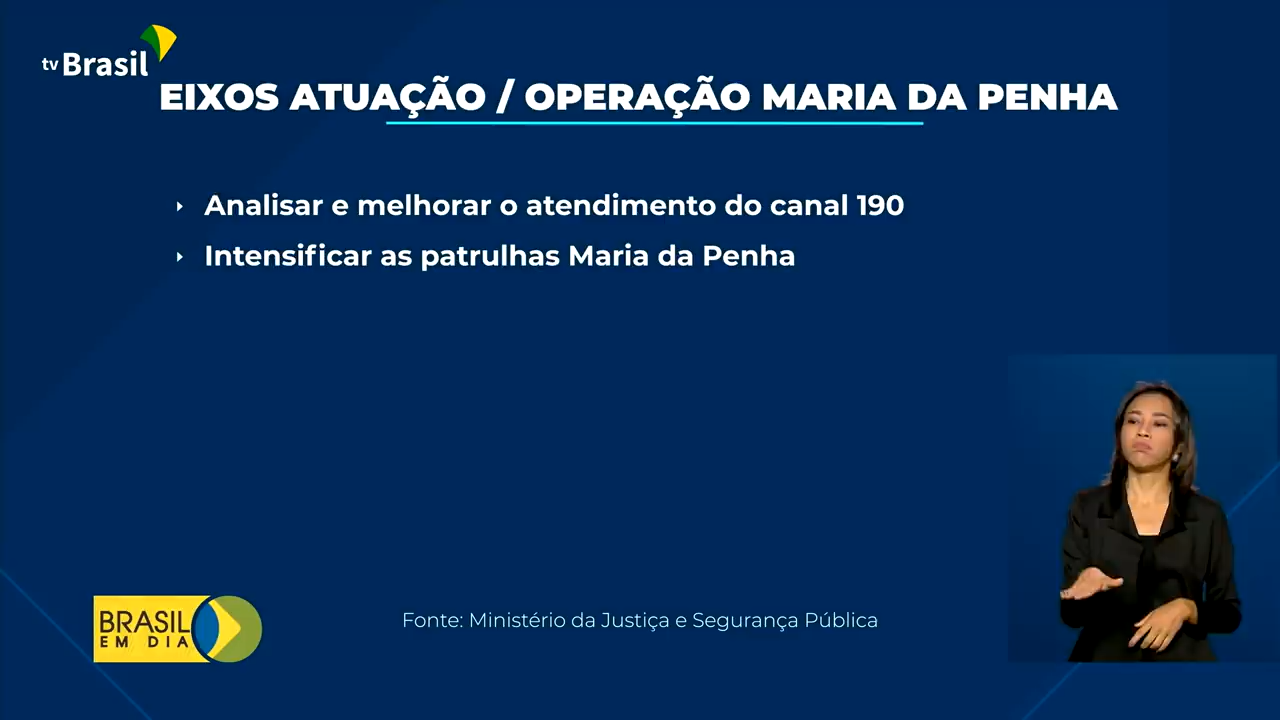 tv Brasil
EIXOS ATUAÇÃO / OPERAÇÃO MARIA DA PENHA
Analisar e melhorar o atendimento do canal 190
Intensificar as patrulhas Maria da Penha
BRASIL
EM DIA
Fonte: Ministério da Justiça e Segurança Pública